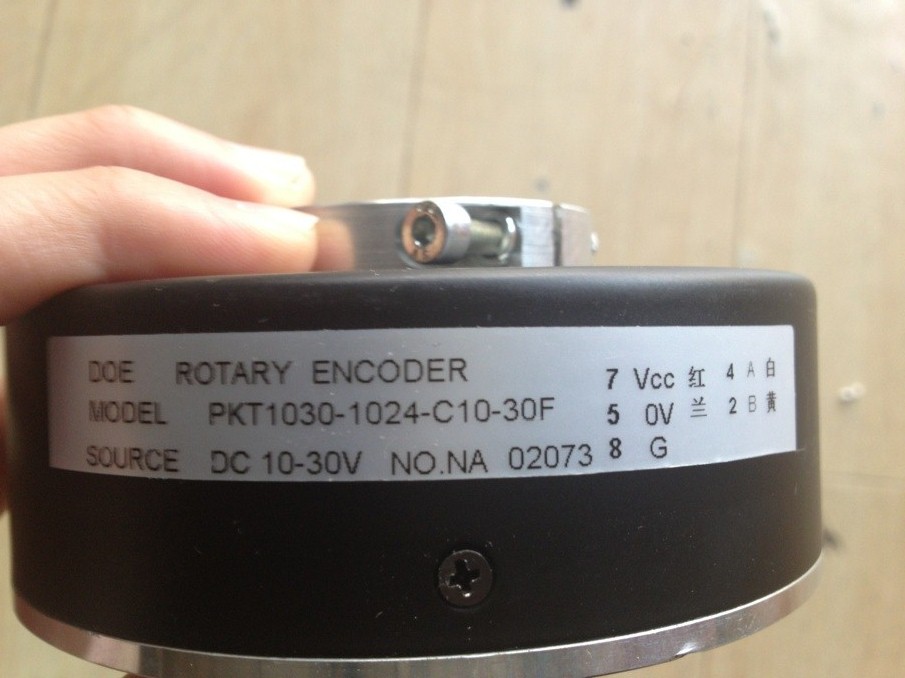 DOE ROTARY ENCODER
MODEL PKT1030-1024-C10-30F
SOURCE DC 10-30V NO.NA 02073
7 Vcc 红 4 A 白
5 0V 兰 2 B 黄
8 G